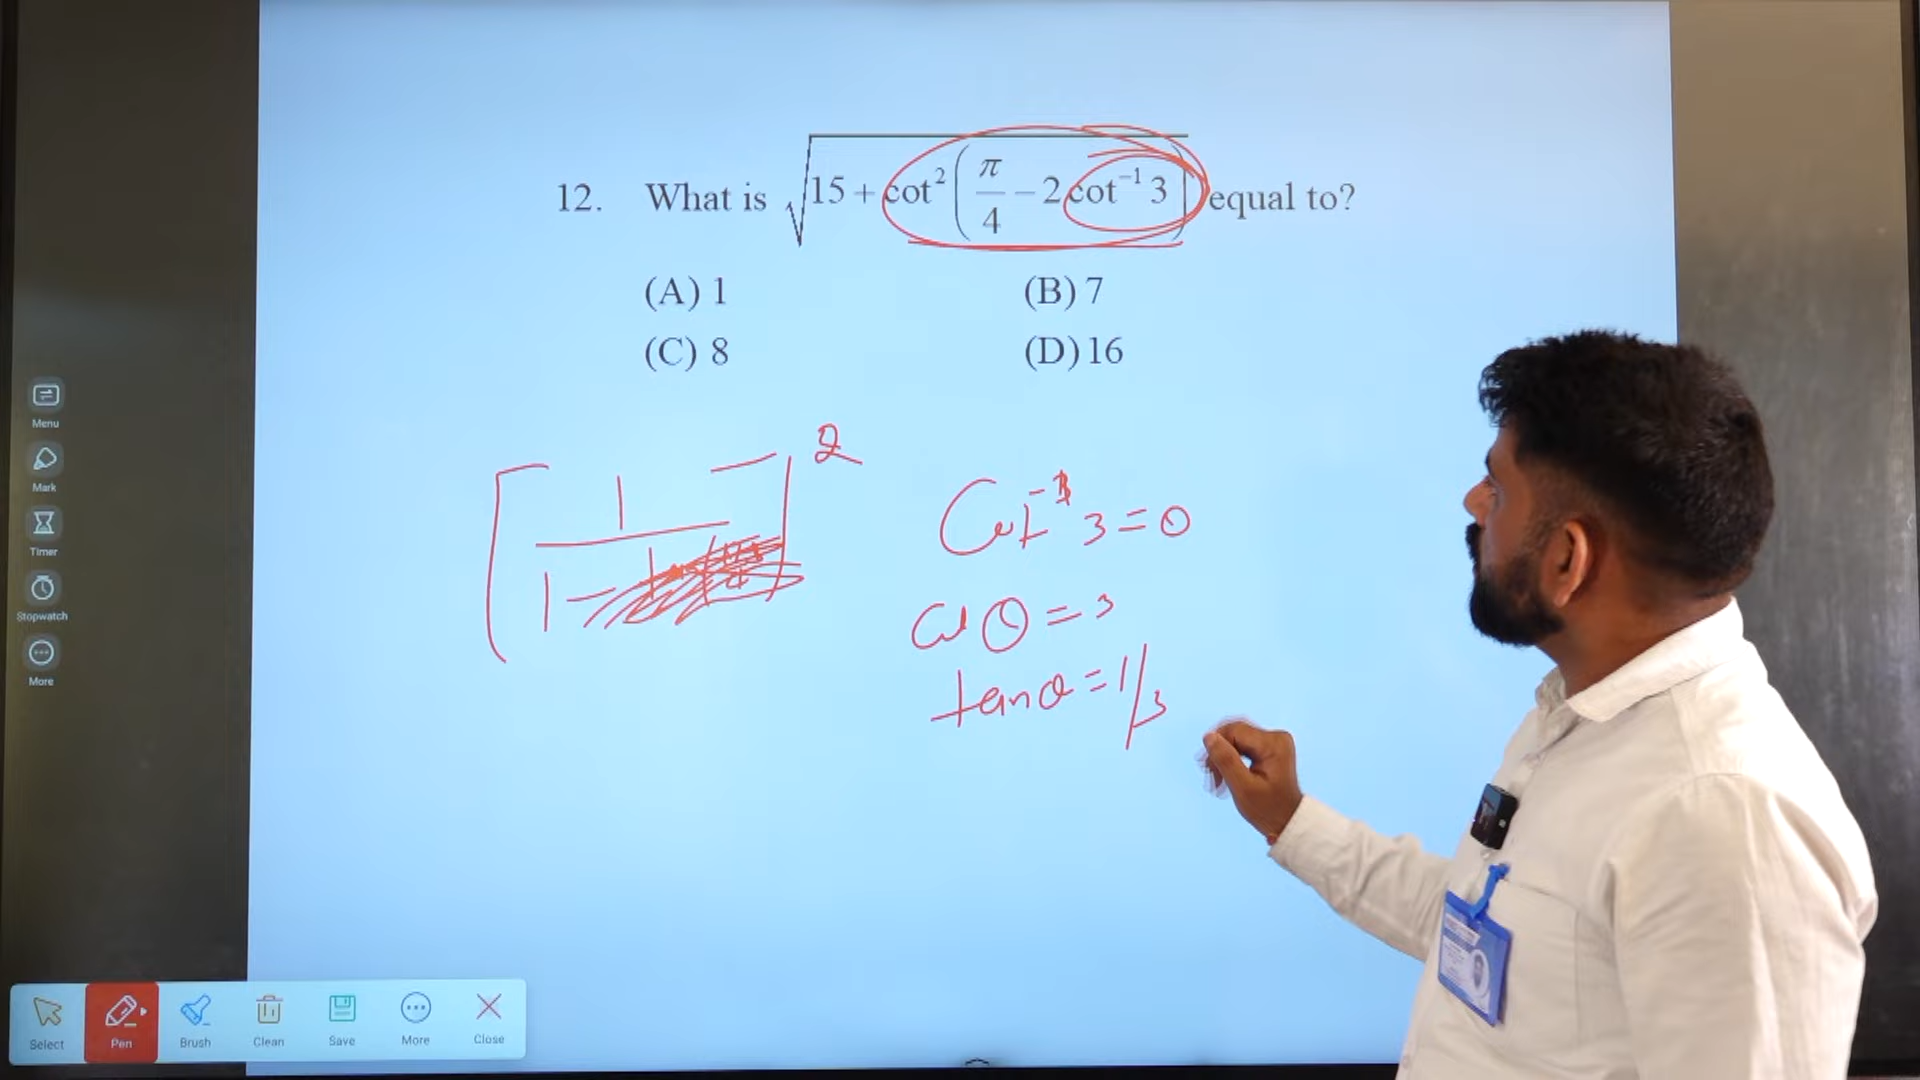 12. What is √15 + cot²(π/4 − 2cot⁻¹3) equal to?
(A) 1 (B) 7
(C) 8 (D) 16
[1 2
1 −
Cot⁻¹ 3 = θ
Cot θ = 3
tan θ = 1/3
Menu
Mark
Timer
Stopwatch
More
Select Pen Brush Clean Save More Close